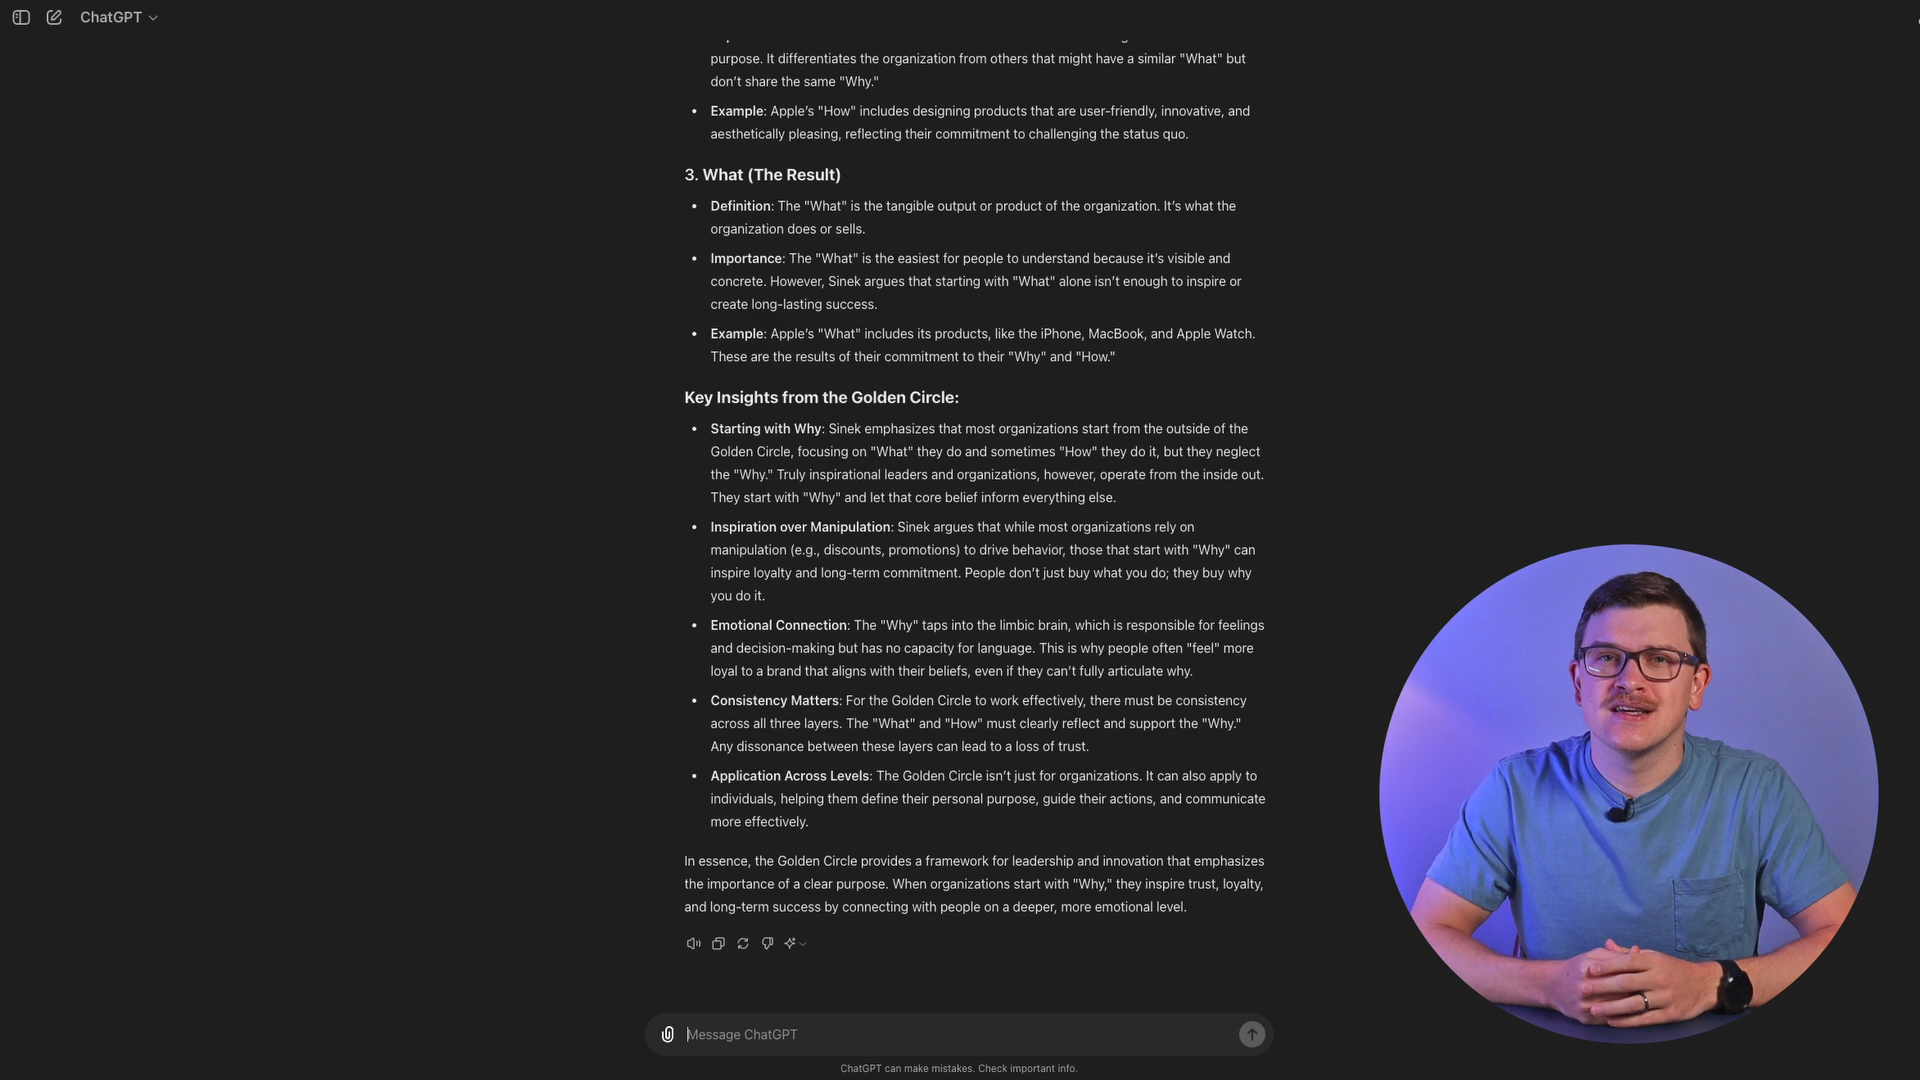 ChatGPT
purpose. It differentiates the organization from others that might have a similar "What" but
don’t share the same "Why."
• Example: Apple’s "How" includes designing products that are user-friendly, innovative, and
aesthetically pleasing, reflecting their commitment to challenging the status quo.
3. What (The Result)
• Definition: The "What" is the tangible output or product of the organization. It’s what the
organization does or sells.
• Importance: The "What" is the easiest for people to understand because it’s visible and
concrete. However, Sinek argues that starting with "What" alone isn’t enough to inspire or
create long-lasting success.
• Example: Apple’s "What" includes its products, like the iPhone, MacBook, and Apple Watch.
These are the results of their commitment to their "Why" and "How."
Key Insights from the Golden Circle:
• Starting with Why: Sinek emphasizes that most organizations start from the outside of the
Golden Circle, focusing on "What" they do and sometimes "How" they do it, but they neglect
the "Why." Truly inspirational leaders and organizations, however, operate from the inside out.
They start with "Why" and let that core belief inform everything else.
• Inspiration over Manipulation: Sinek argues that while most organizations rely on
manipulation (e.g., discounts, promotions) to drive behavior, those that start with "Why" can
inspire loyalty and long-term commitment. People don’t just buy what you do; they buy why
you do it.
• Emotional Connection: The "Why" taps into the limbic brain, which is responsible for feelings
and decision-making but has no capacity for language. This is why people often "feel" more
loyal to a brand that aligns with their beliefs, even if they can’t fully articulate why.
• Consistency Matters: For the Golden Circle to work effectively, there must be consistency
across all three layers. The "What" and "How" must clearly reflect and support the "Why."
Any dissonance between these layers can lead to a loss of trust.
• Application Across Levels: The Golden Circle isn’t just for organizations. It can also apply to
individuals, helping them define their personal purpose, guide their actions, and communicate
more effectively.
In essence, the Golden Circle provides a framework for leadership and innovation that emphasizes
the importance of a clear purpose. When organizations start with "Why," they inspire trust, loyalty,
and long-term success by connecting with people on a deeper, more emotional level.
Message ChatGPT
ChatGPT can make mistakes. Check important info.